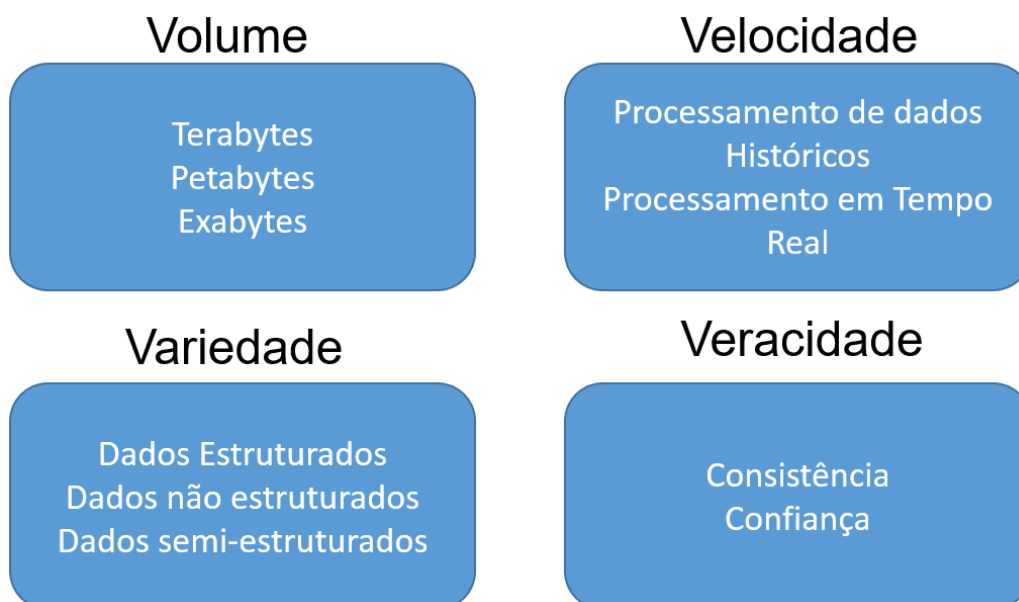 Volume
Terabytes
Petabytes
Exabytes
Velocidade
Processamento de dados
Históricos
Processamento em Tempo
Real
Variedade
Dados Estruturados
Dados não estruturados
Dados semi-estruturados
Veracidade
Consistência
Confiança